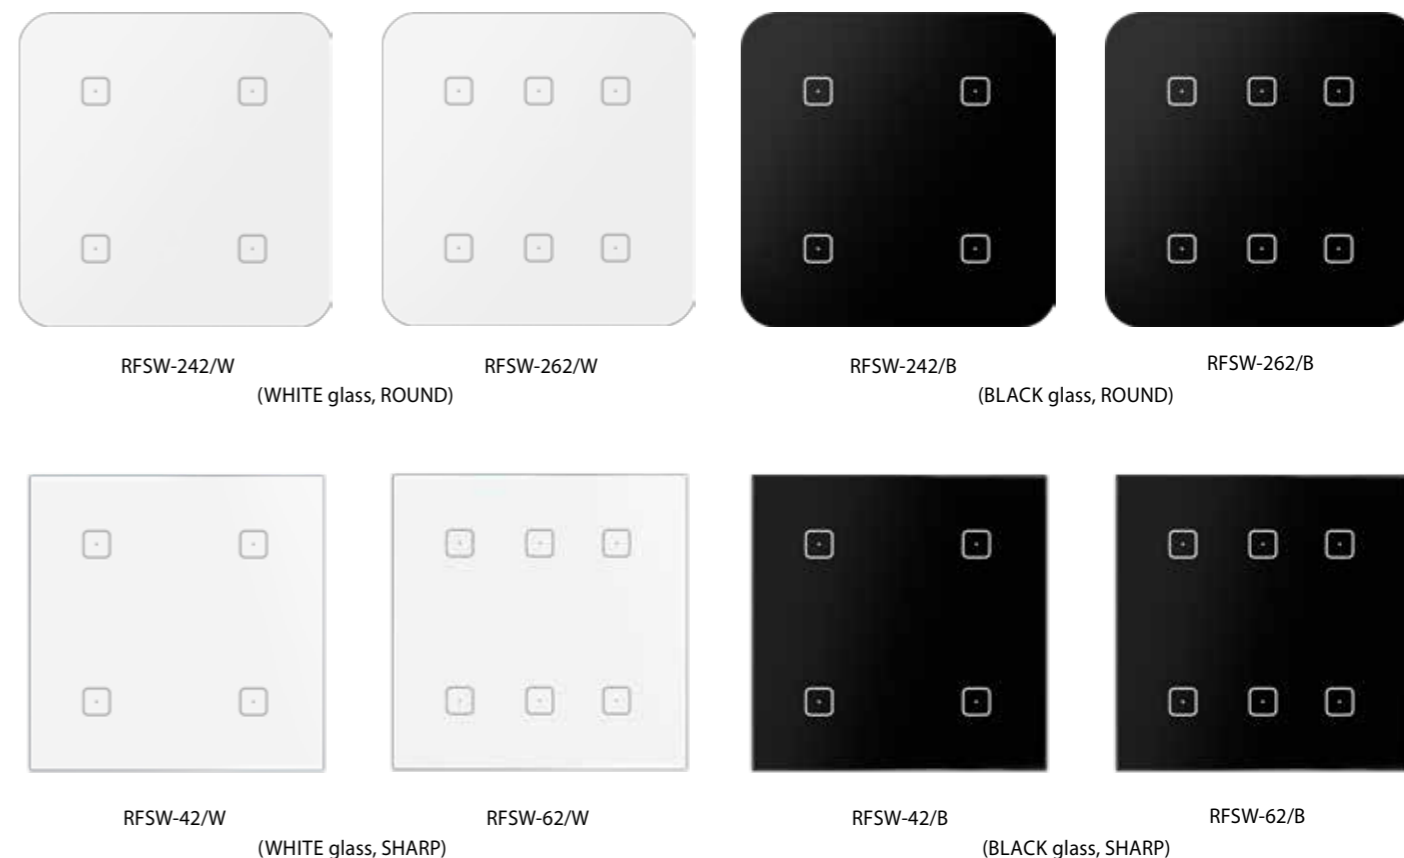 RFSW-242/W
RFSW-262/W
RFSW-242/B
RFSW-262/B
(WHITE glass, ROUND)
(BLACK glass, ROUND)
RFSW-42/W
RFSW-62/W
RFSW-42/B
RFSW-62/B
(WHITE glass, SHARP)
(BLACK glass, SHARP)